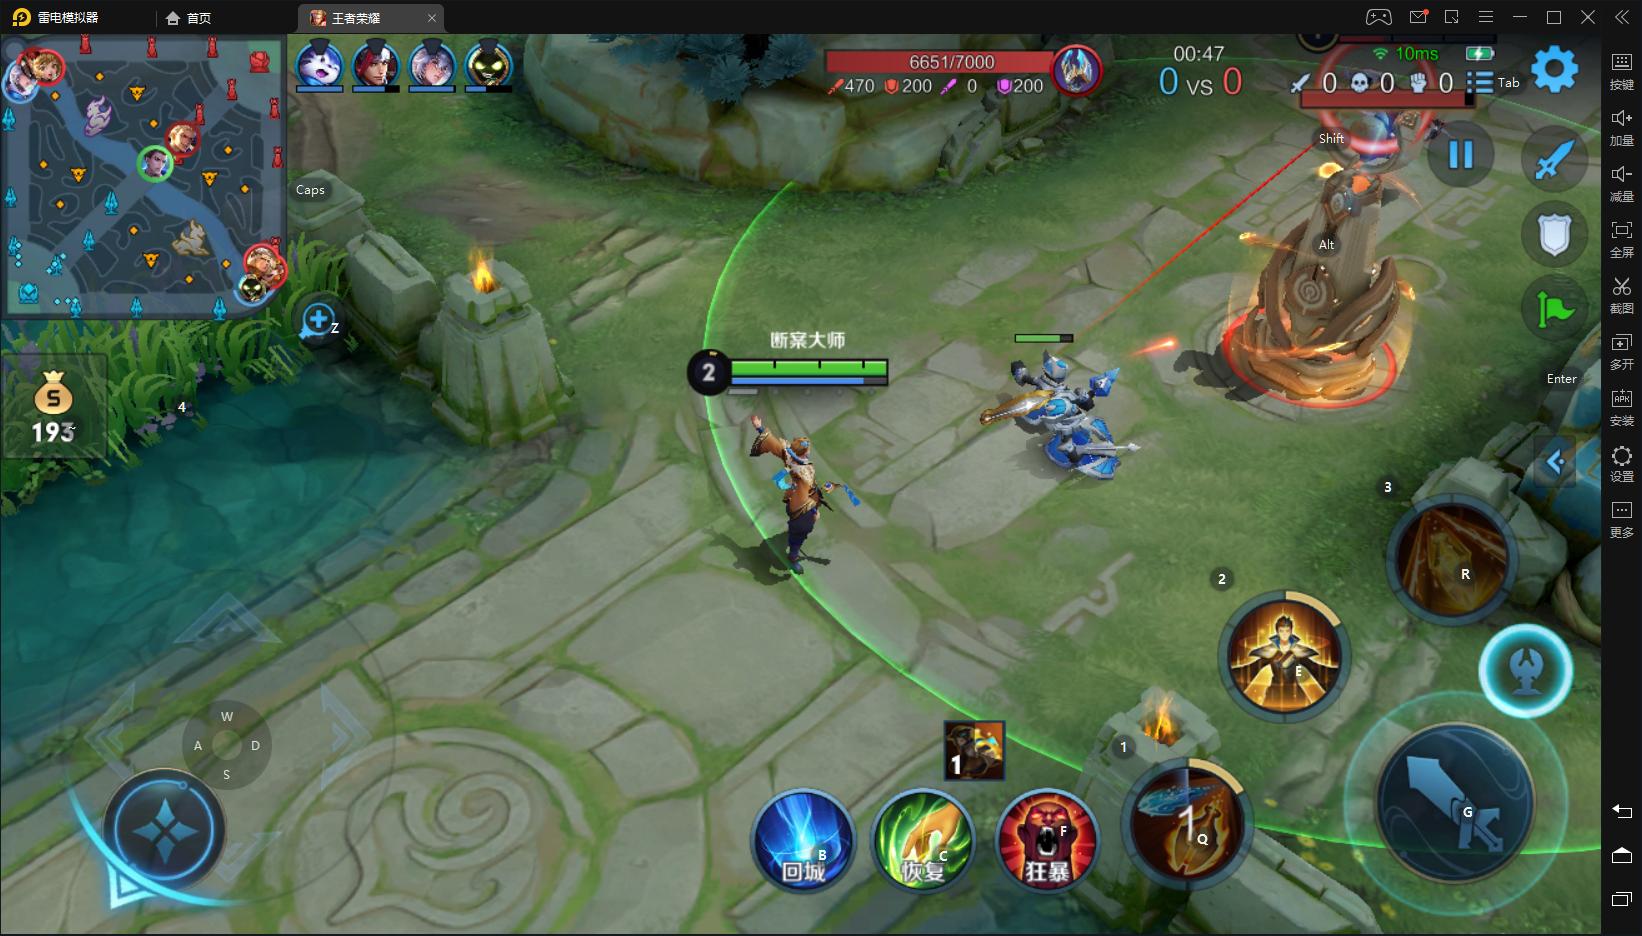 雷电模拟器
首页
王者荣耀
6651/7000
470 200 0 200
00:47
0 VS 0
10ms
0 0 0
Tab
Shift
Caps
Alt
Z
断案大师
2
193
4
Enter
3
R
2
E
W
A D
S
1
1
1
Q
G
B
回城
C
恢复
F
狂暴
按键
加量
减量
全屏
截图
多开
APK
安装
设置
更多